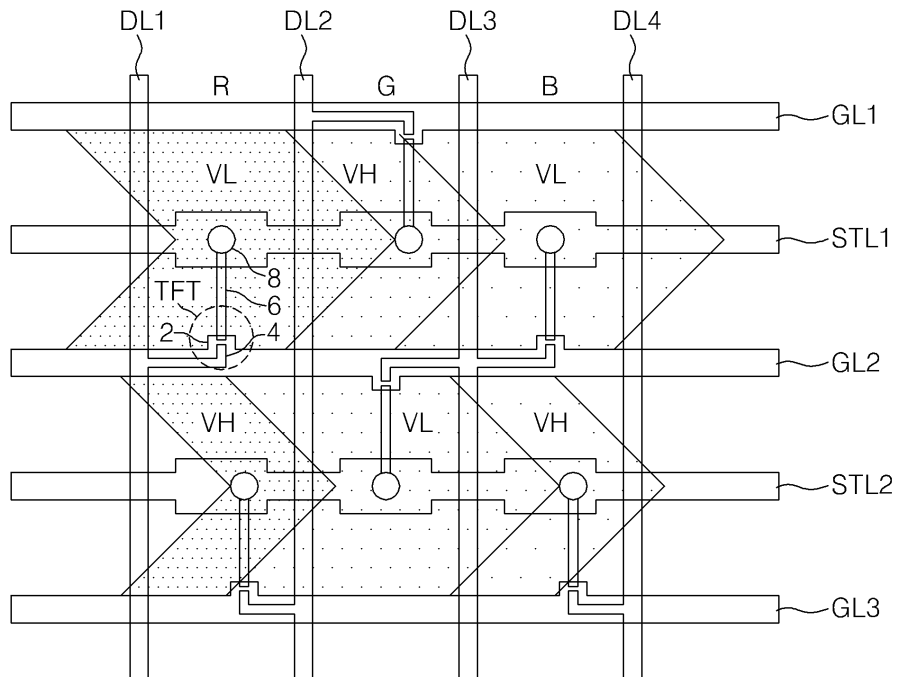 DL1 DL2 DL3 DL4
R G B
GL1
VL VH VL
STL1
8
TFT 6
2 4
GL2
VH VL VH
STL2
GL3